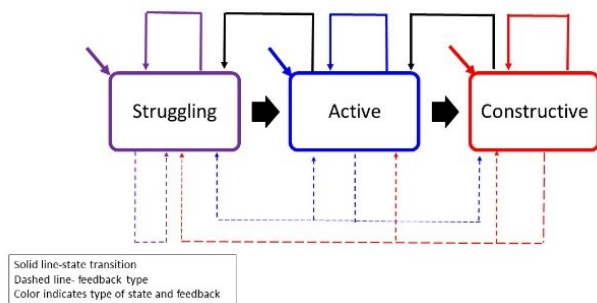 Struggling
Active
Constructive
Solid line-state transition
Dashed line- feedback type
Color indicates type of state and feedback